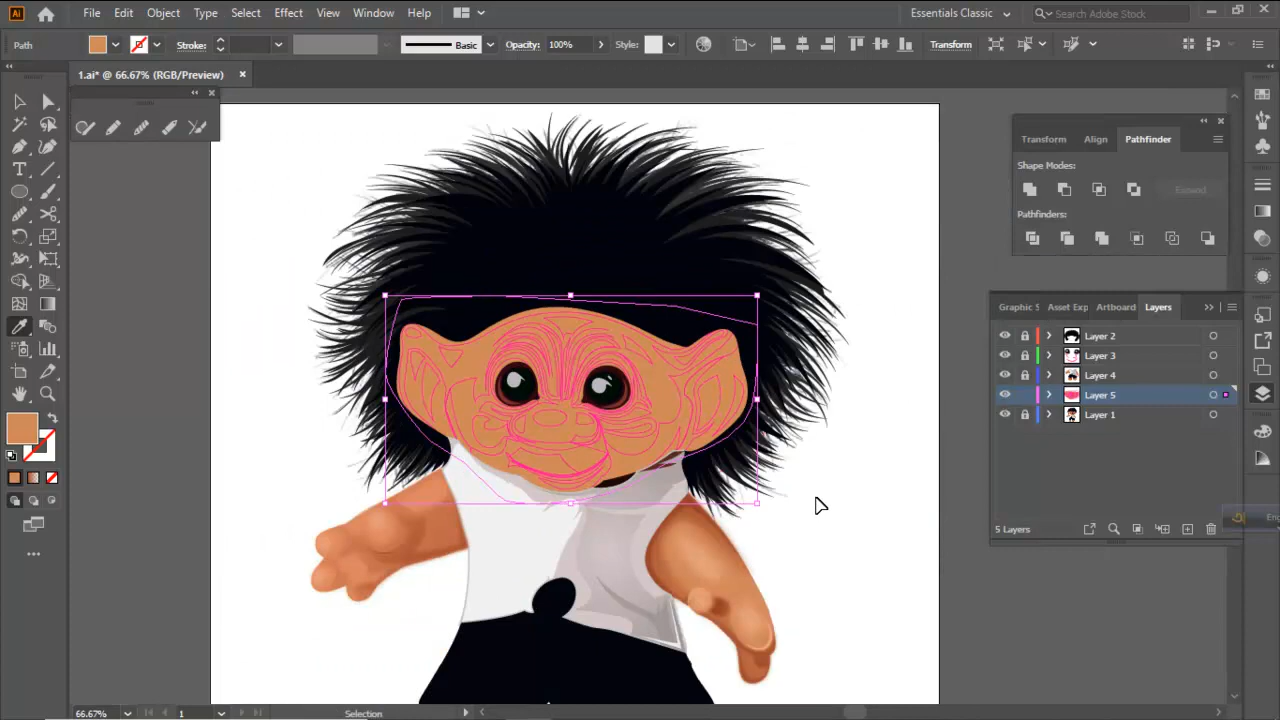 Ai File Edit Object Type Select Effect View Window Help Essentials Classic Search Adobe Stock
Path Stroke: Basic Opacity: 100% Style: Transform
1.ai* @ 66.67% (RGB/Preview)
Transform Align Pathfinder
Shape Modes:
Expand
Pathfinders:
Graphic S Asset Exp Artboard Layers
Layer 2
Layer 3
Layer 4
Layer 5
Layer 1
5 Layers
66.67% 1 Selection